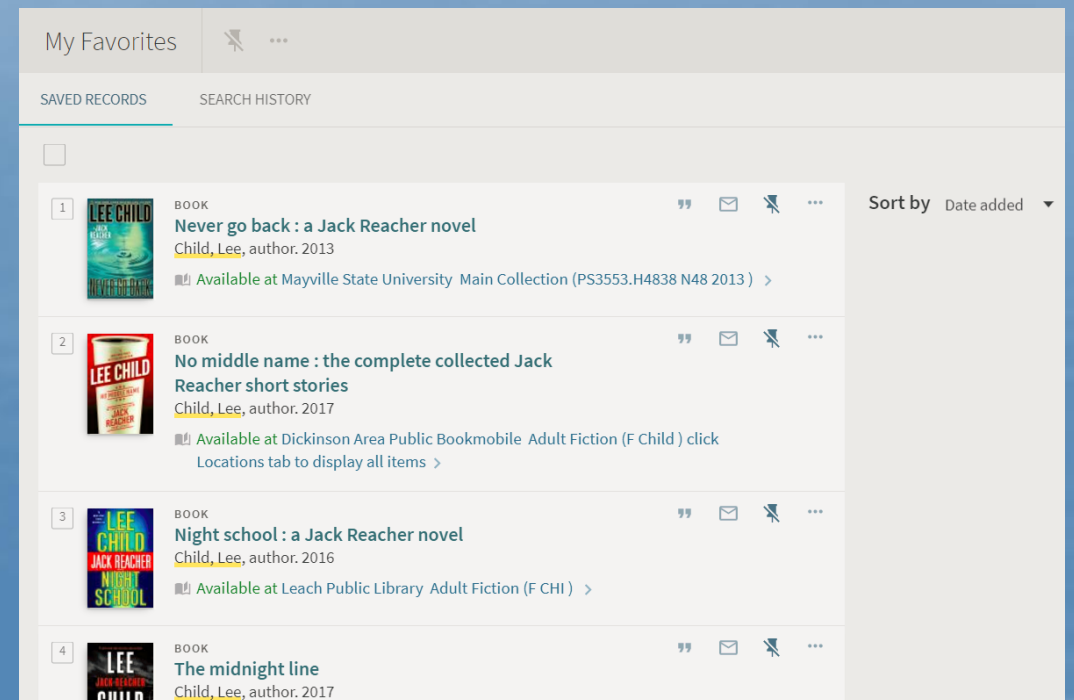 My Favorites
SAVED RECORDS
SEARCH HISTORY
Sort by Date added
1
LEE CHILD
JACK
REACHER
NEVER GO BACK
BOOK
Never go back : a Jack Reacher novel
Child, Lee, author. 2013
Available at Mayville State University Main Collection (PS3553.H4838 N48 2013 )
2
LEE CHILD
NO MIDDLE NAME
JACK
REACHER
BOOK
No middle name : the complete collected Jack
Reacher short stories
Child, Lee, author. 2017
Available at Dickinson Area Public Bookmobile Adult Fiction (F Child ) click
Locations tab to display all items
3
LEE
CHILD
JACK REACHER
NIGHT
SCHOOL
BOOK
Night school : a Jack Reacher novel
Child, Lee, author. 2016
Available at Leach Public Library Adult Fiction (F CHI )
4
LEE
JACK REACHER
CHILD
BOOK
The midnight line
Child, Lee, author. 2017